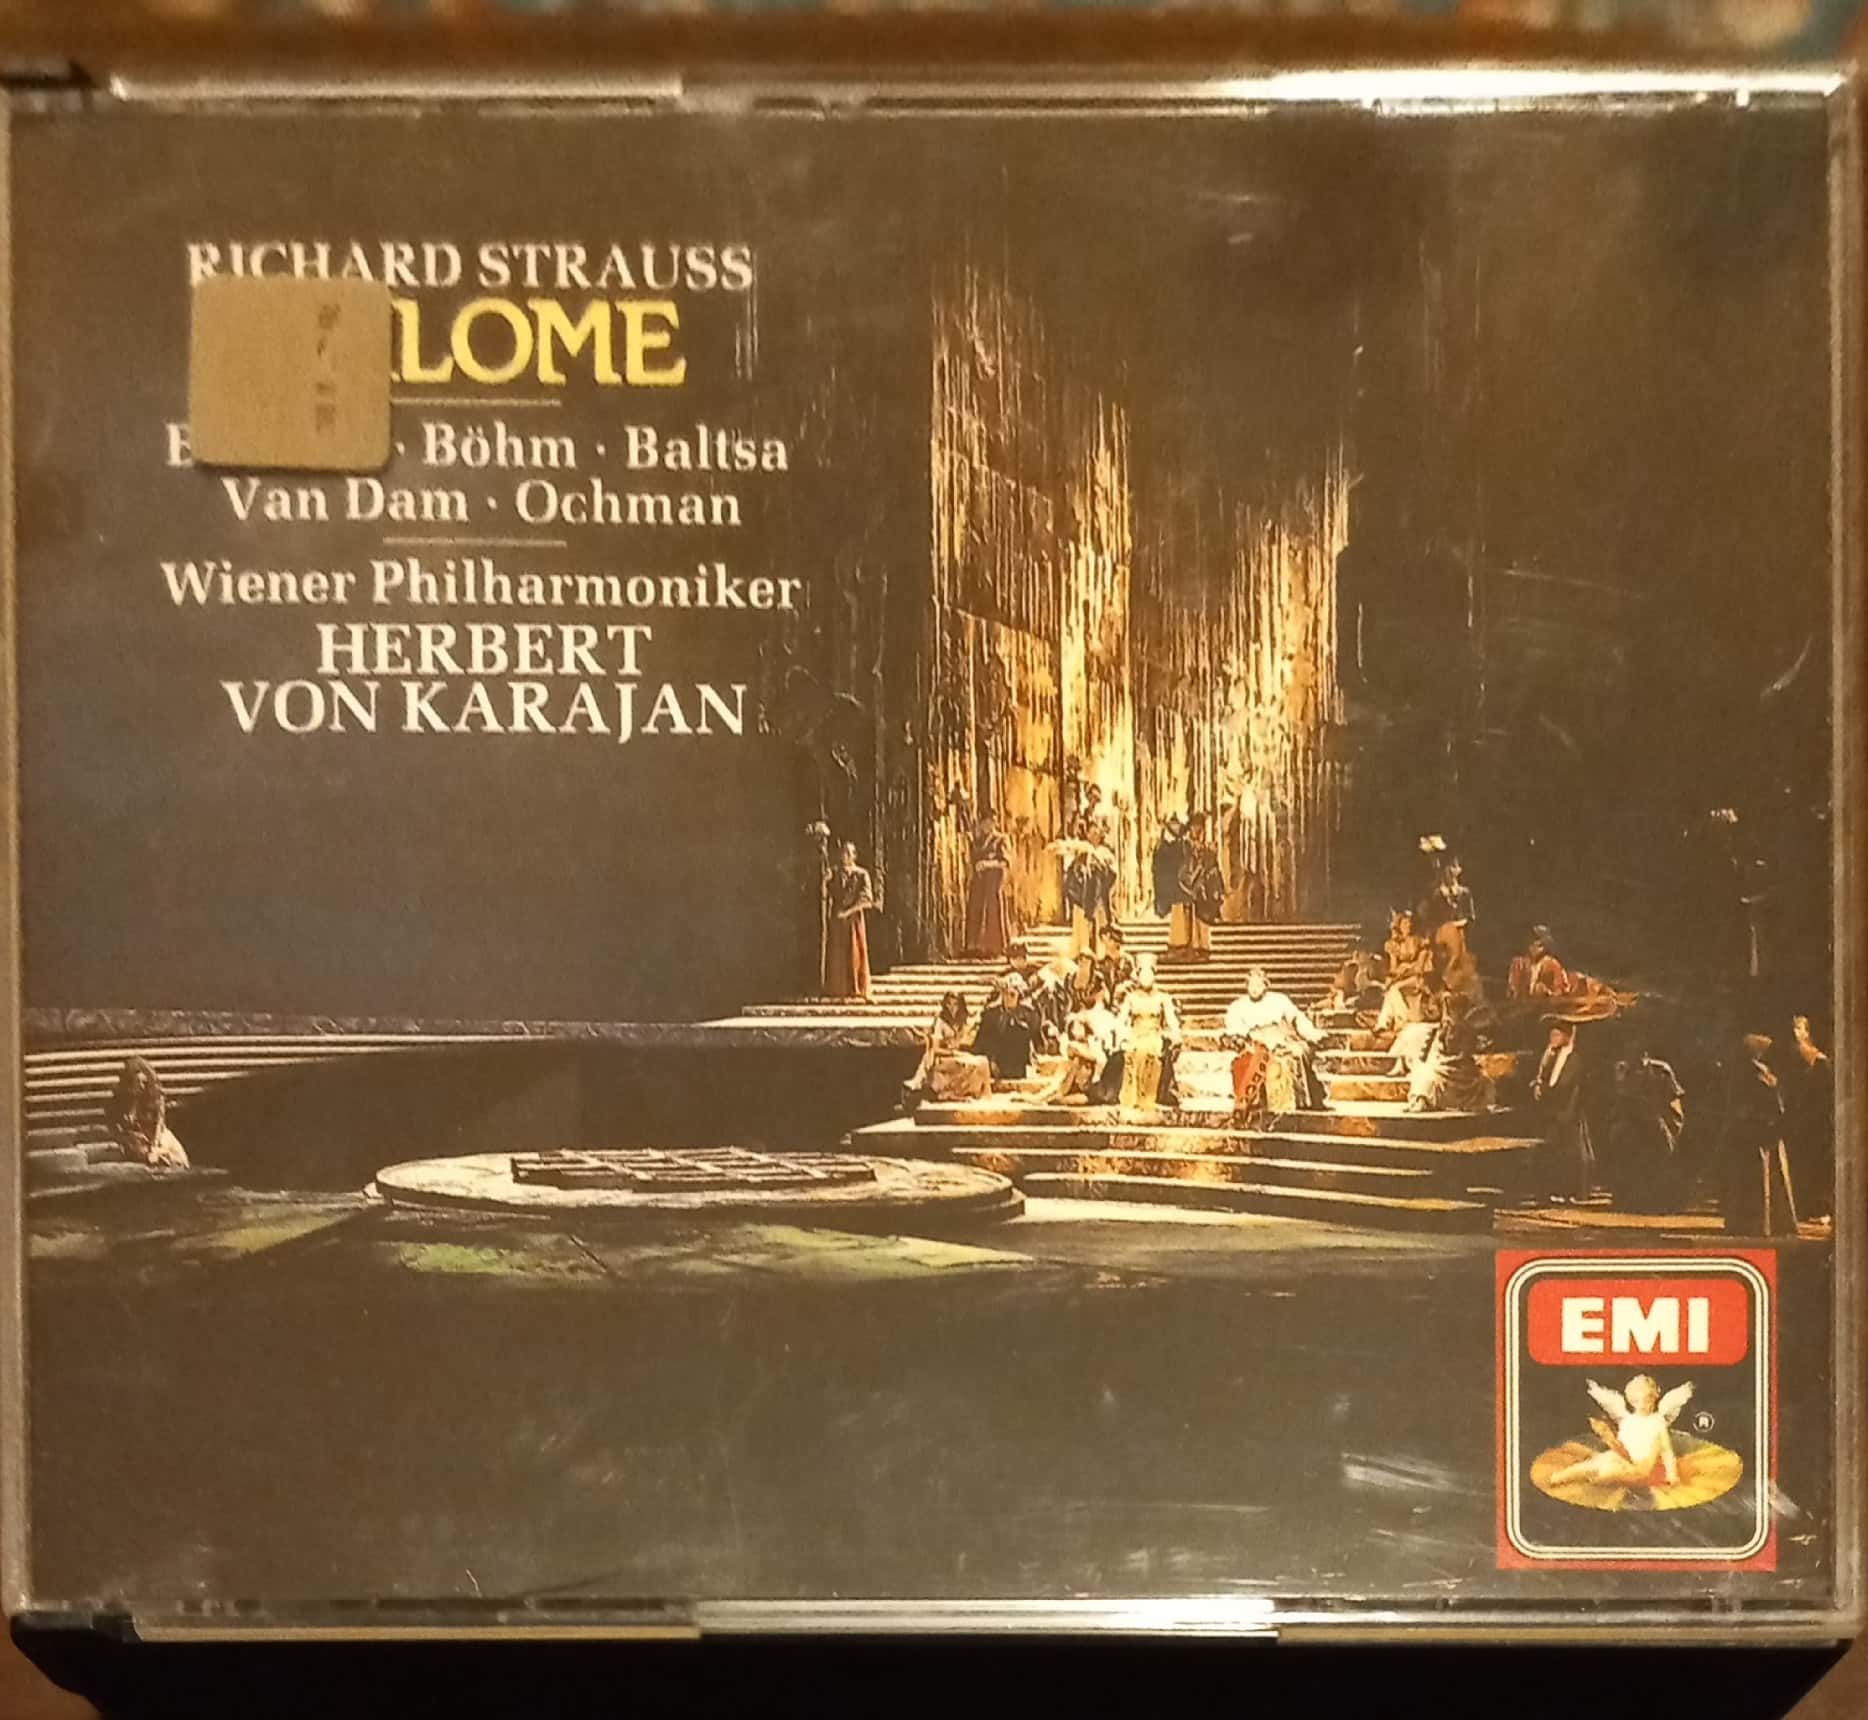 RICHARD STRAUSS
LOME
· Böhm · Baltsa
Van Dam · Ochman
Wiener Philharmoniker
HERBERT
VON KARAJAN
EMI
®